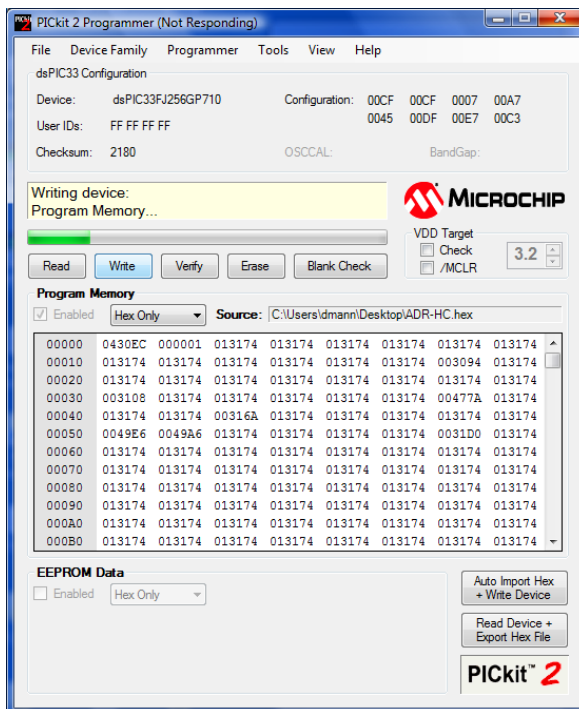 PICkit 2 Programmer (Not Responding)
File Device Family Programmer Tools View Help
dsPIC33 Configuration
Device: dsPIC33FJ256GP710 Configuration: 00CF 00CF 0007 00A7
User IDs: FF FF FF FF 0045 00DF 00E7 00C3
Checksum: 2180 OSCCAL: BandGap:
Writing device:
Program Memory...
MICROCHIP
VDD Target
Check
/MCLR
3.2
Read Write Verify Erase Blank Check
Program Memory
Enabled Hex Only Source: C:\Users\dmann\Desktop\ADR-HC.hex
00000 0430EC 000001 013174 013174 013174 013174 013174 013174
00010 013174 013174 013174 013174 013174 013174 003094 013174
00020 013174 013174 013174 013174 013174 013174 013174 013174
00030 003108 013174 013174 013174 013174 013174 00477A 013174
00040 013174 013174 00316A 013174 013174 013174 013174 013174
00050 0049E6 0049A6 013174 013174 013174 013174 0031D0 013174
00060 013174 013174 013174 013174 013174 013174 013174 013174
00070 013174 013174 013174 013174 013174 013174 013174 013174
00080 013174 013174 013174 013174 013174 013174 013174 013174
00090 013174 013174 013174 013174 013174 013174 013174 013174
000A0 013174 013174 013174 013174 013174 013174 013174 013174
000B0 013174 013174 013174 013174 013174 013174 013174 013174
EEPROM Data
Enabled Hex Only
Auto Import Hex
+ Write Device
Read Device +
Export Hex File
PICkit™ 2